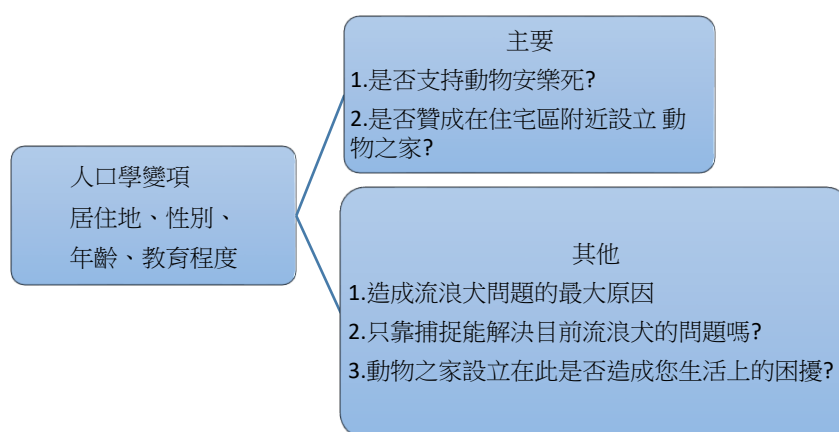 人口學變項
居住地、性別、
年齡、教育程度
主要
1.是否支持動物安樂死?
2.是否贊成在住宅區附近設立 動
物之家?
其他
1.造成流浪犬問題的最大原因
2.只靠捕捉能解決目前流浪犬的問題嗎?
3.動物之家設立在此是否造成您生活上的困擾?